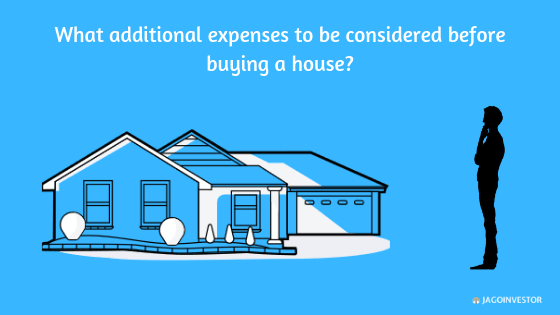 What additional expenses to be considered before
buying a house?
JAGOINVESTOR